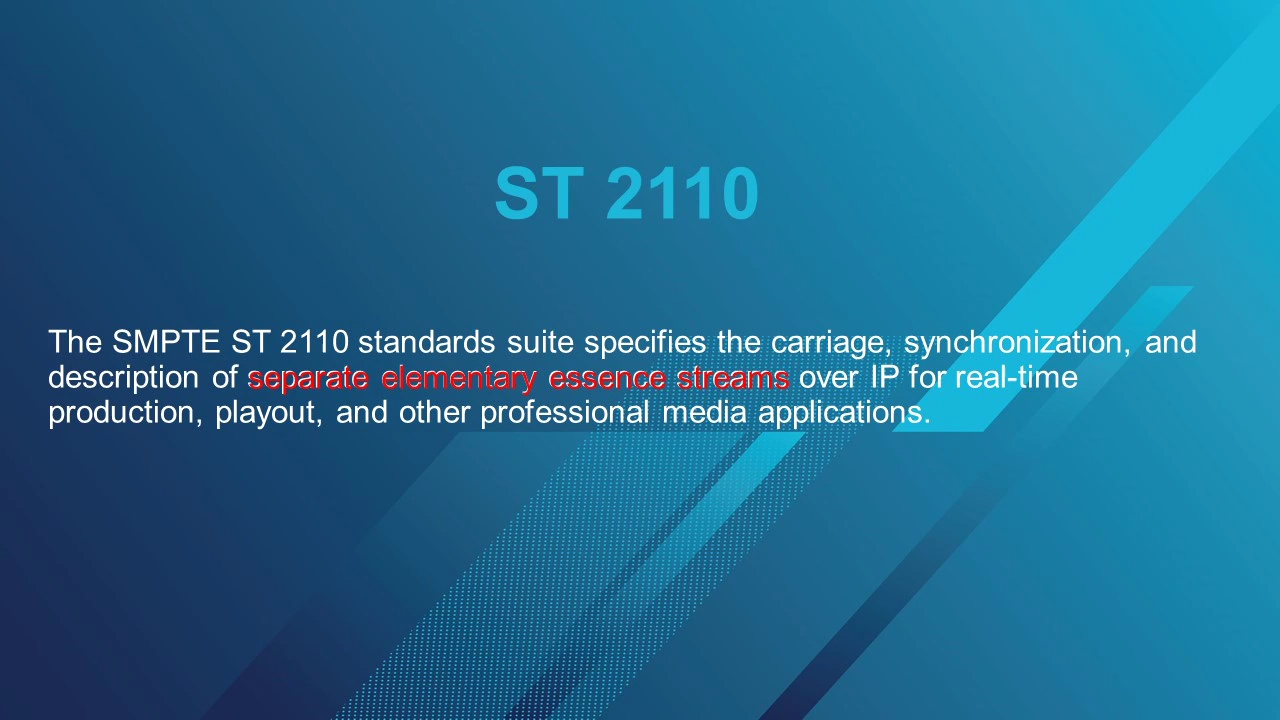 ST 2110
The SMPTE ST 2110 standards suite specifies the carriage, synchronization, and
description of separate elementary essence streams over IP for real-time
production, playout, and other professional media applications.